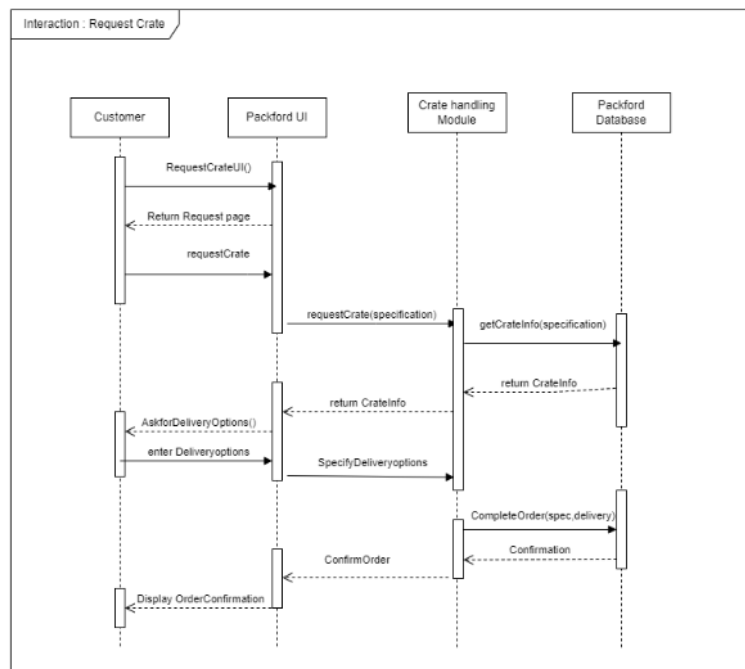 Interaction : Request Crate
Customer
Packford UI
Crate handling
Module
Packford
Database
RequestCrateUI()
Return Request page
requestCrate
requestCrate(specification)
getCrateInfo(specification)
return CrateInfo
return CrateInfo
AskforDeliveryOptions()
enter Deliveryoptions
SpecifyDeliveryoptions
CompleteOrder(spec,delivery)
Confirmation
ConfirmOrder
Display OrderConfirmation